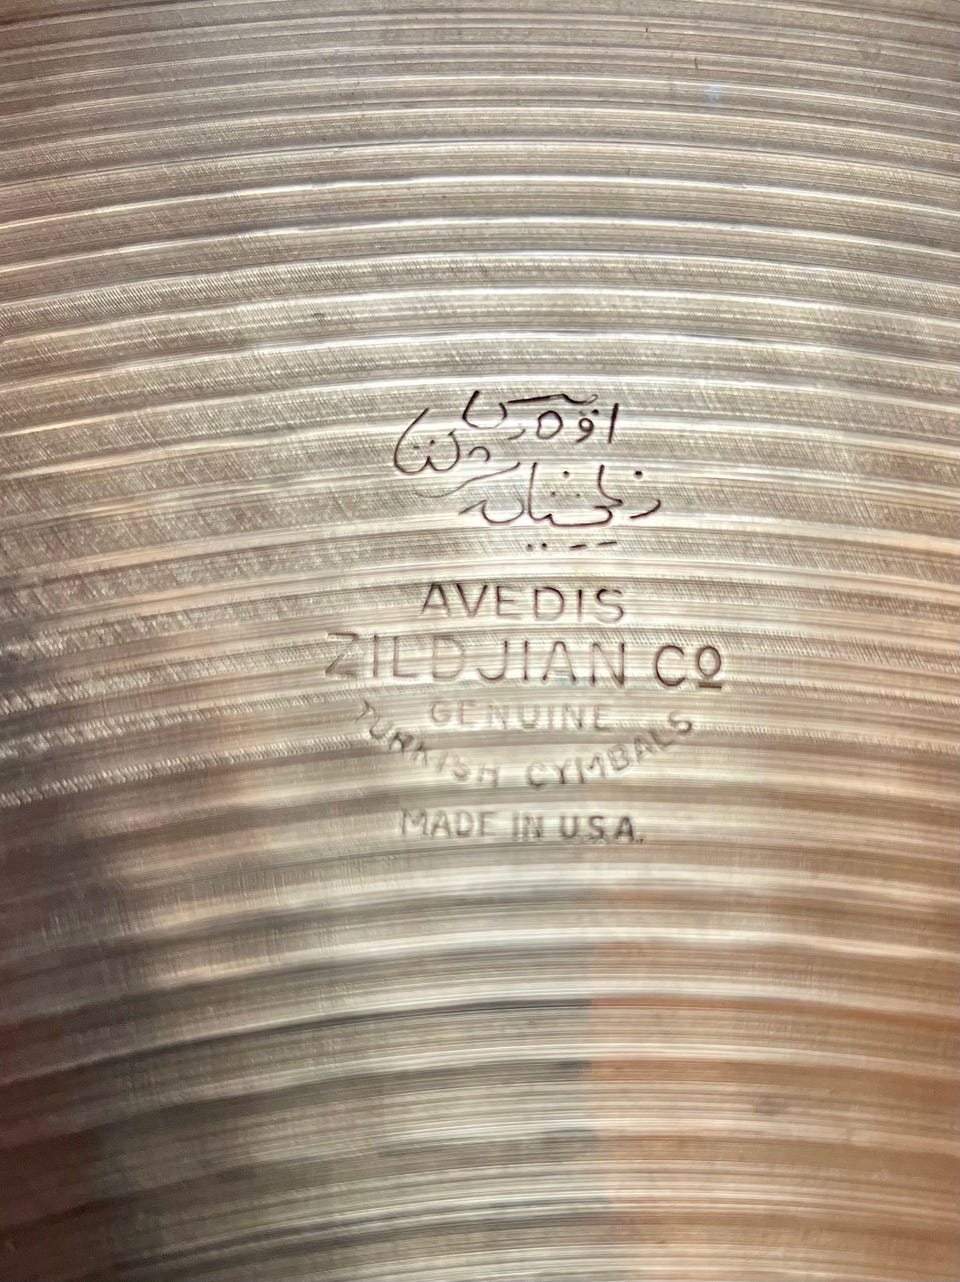 AVEDIS
ZILDJIAN Cº
GENUINE
TURKISH CYMBALS
MADE IN U.S.A.